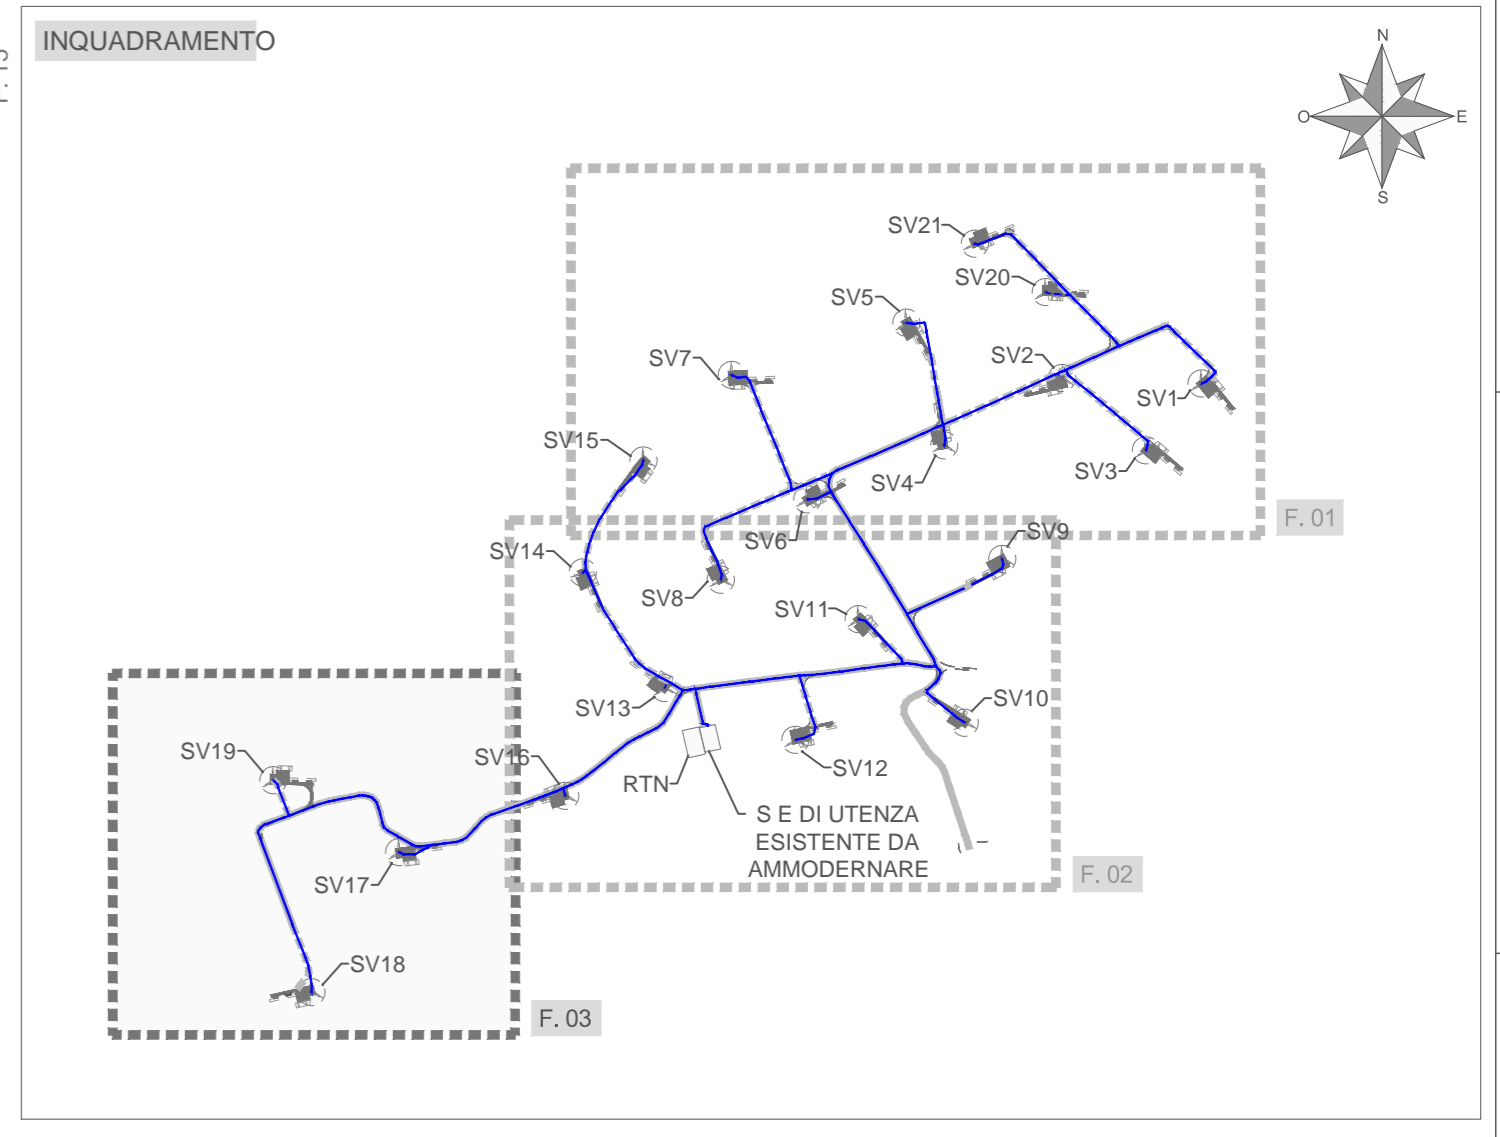 INQUADRAMENTO
N
O
E
S
SV21
SV20
SV5
SV2
SV7
SV1
SV15
SV3
SV4
F. 01
SV9
SV6
SV14
SV8
SV11
SV10
SV13
SV19
SV16
SV12
RTN
S E DI UTENZA
ESISTENTE DA
AMMODERNARE
F. 02
SV17
SV18
F. 03